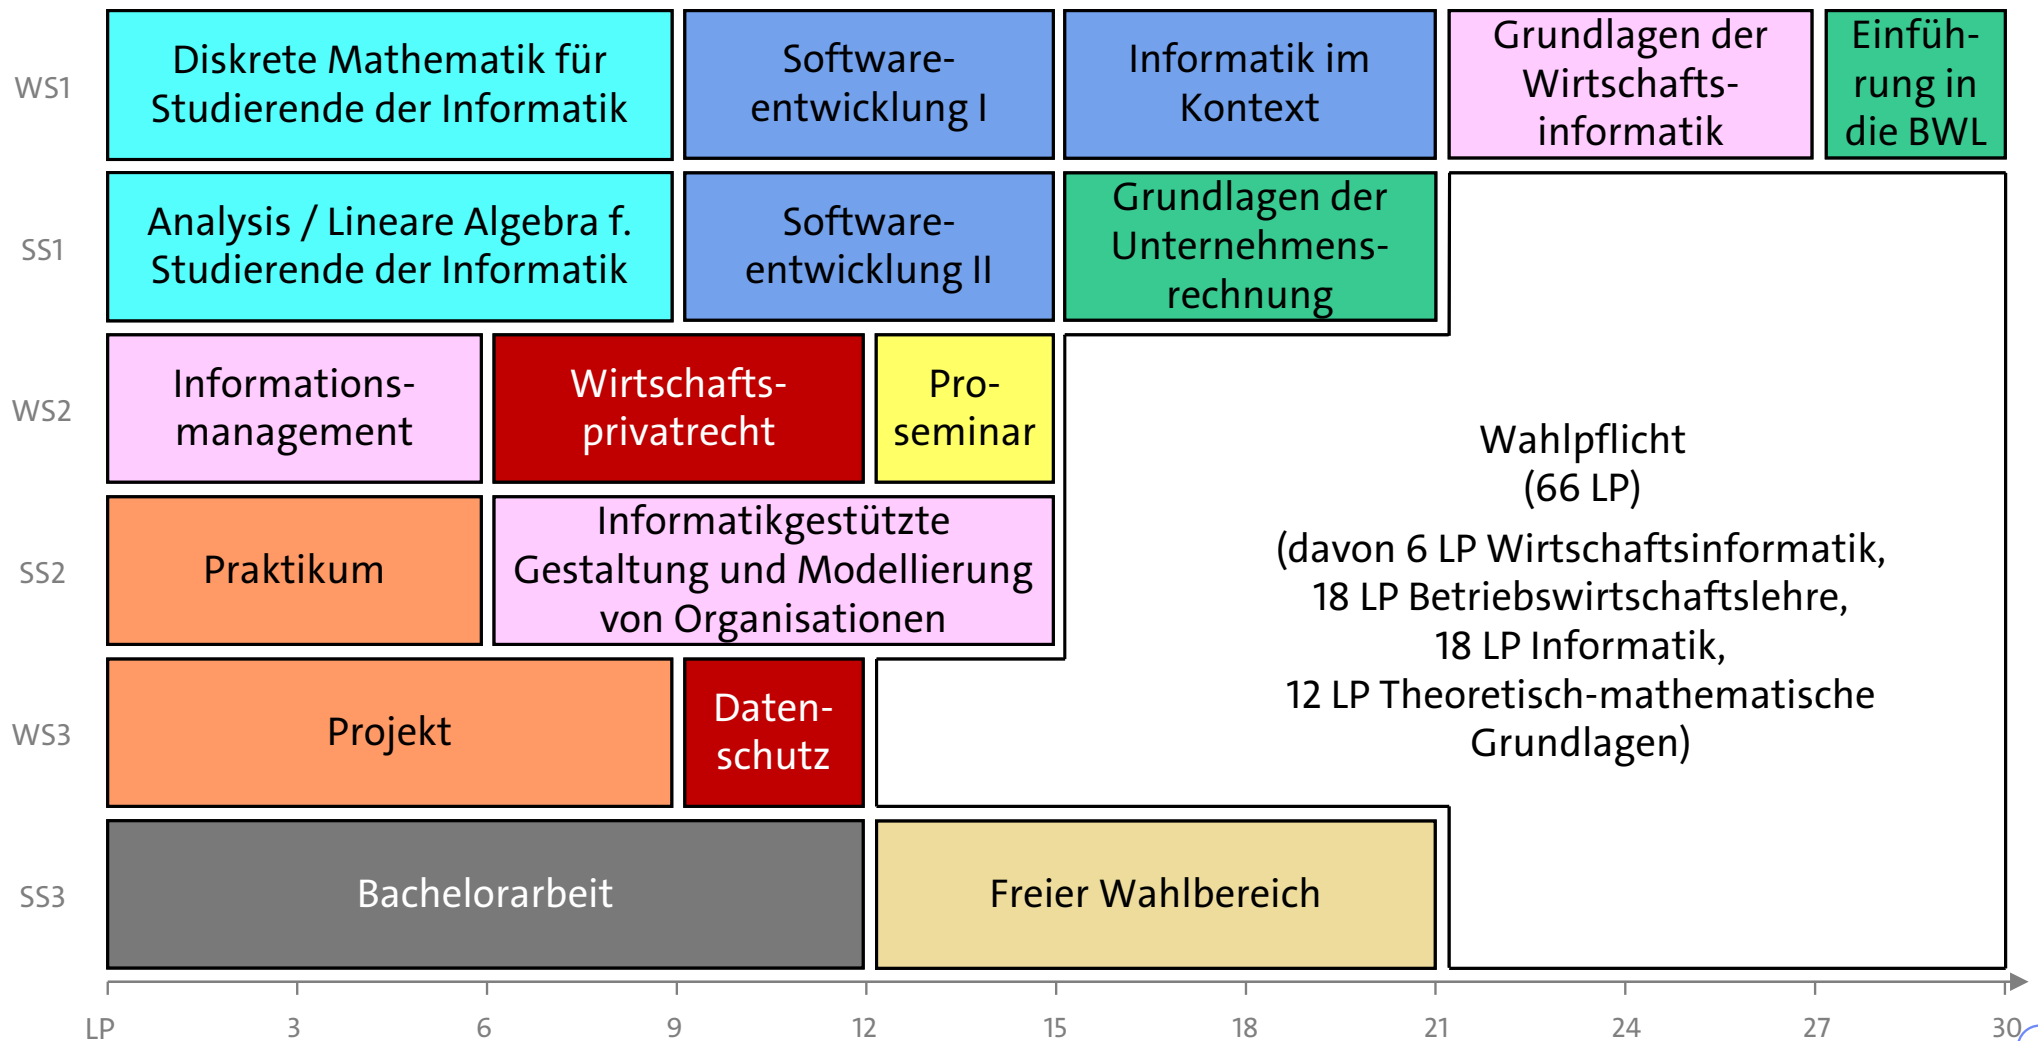 WS1
Diskrete Mathematik für
Studierende der Informatik
Software-
entwicklung I
Informatik im
Kontext
Grundlagen der
Wirtschafts-
informatik
Einfüh-
rung in
die BWL
SS1
Analysis / Lineare Algebra f.
Studierende der Informatik
Software-
entwicklung II
Grundlagen der
Unternehmens-
rechnung
WS2
Informations-
management
Wirtschafts-
privatrecht
Pro-
seminar
SS2
Praktikum
Informatikgestützte
Gestaltung und Modellierung
von Organisationen
Wahlpflicht
(66 LP)
(davon 6 LP Wirtschaftsinformatik,
18 LP Betriebswirtschaftslehre,
18 LP Informatik,
12 LP Theoretisch-mathematische
Grundlagen)
WS3
Projekt
Daten-
schutz
SS3
Bachelorarbeit
Freier Wahlbereich
LP 3 6 9 12 15 18 21 24 27 30